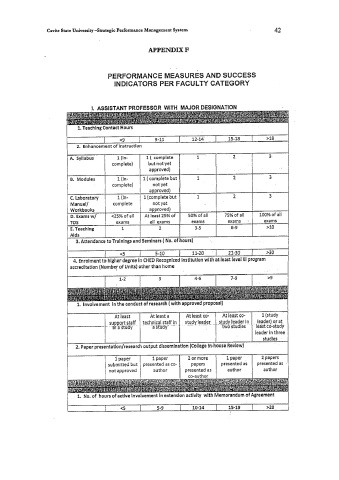 Cavite State University -Strategic Performance Management System 42
APPENDIX F
PERFORMANCE MEASURES AND SUCCESS
INDICATORS PER FACULTY CATEGORY
I. ASSISTANT PROFESSOR WITH MAJOR DESIGNATION
1. Teaching Contact Hours
<9 9-11 12-14 15-18 >18
2. Enhancement of Instruction
A. Syllabus 1 (In-complete) 1 ( complete but not yet approved) 1 2 3
B. Modules 1 (In-complete) 1 (complete but not yet approved) 1 2 3
C. Laboratory Manual/ Workbooks 1 (In-complete 1 (complete but not yet approved) 1 2 3
D. Exams w/ TOS <25% of all exams At least 25% of all exams 50% of all exams 75% of all exams 100% of all exams
E. Teaching Aids 1 2 3-5 6-9 >10
3. Attendance to Trainings and Seminars ( No. of hours)
<5 5-10 11-20 21-30 >30
4. Enrolment to higher degree in CHED Recognized Institution with at least level III program
accreditation (Number of Units) other than home
1-2 3 4-6 7-8 >9
1. Involvement in the conduct of research ( with approved proposal)
At least support staff in a study At least a technical staff in a study At least co-study leader At least co-study leader in two studies 1 (study leader) or at least co-study leader in three studies
2. Paper presentation/research output dissemination (College In-house Review)
1 paper submitted but not approved 1 paper presented as co-author 2 or more papers presented as co-author 1 paper presented as author 2 papers presented as author
1. No. of hours of active involvement in extension activity with Memorandum of Agreement
<5 5-9 10-14 15-19 >20